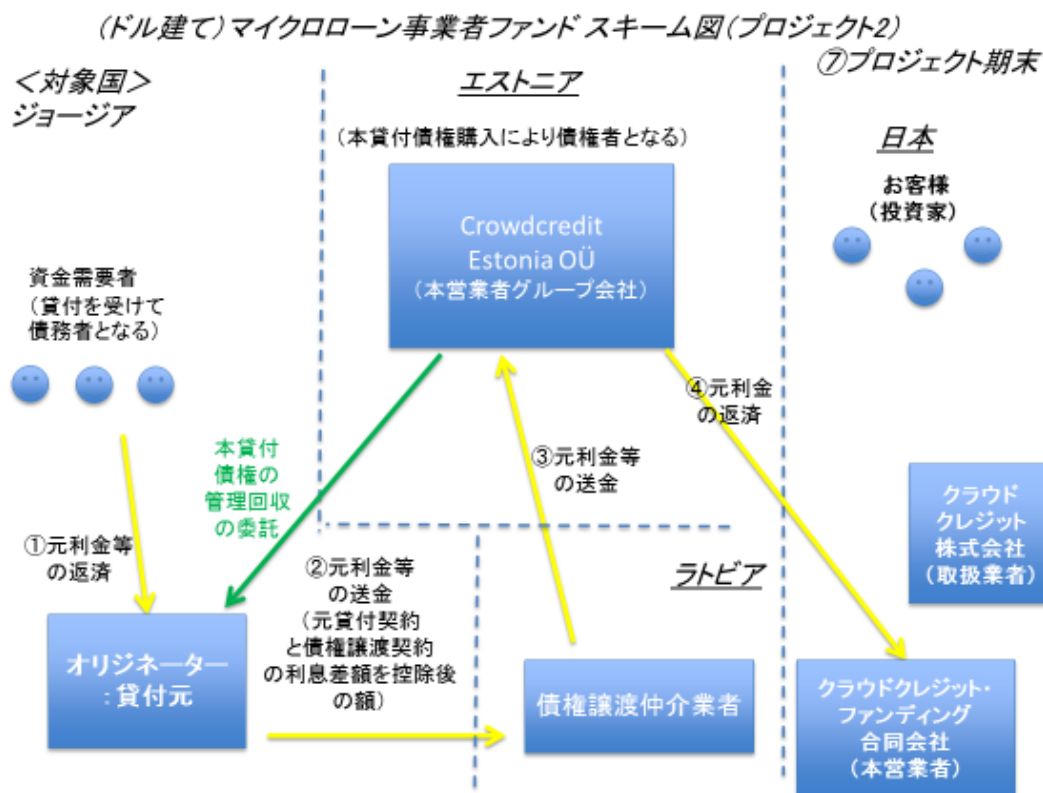 (ドル建て)マイクロローン事業者ファンド スキーム図(プロジェクト2)
<対象国>
ジョージア
エストニア
⑦プロジェクト期末
(本貸付債権購入により債権者となる)
日本
お客様
(投資家)
Crowdcredit
Estonia OÜ
(本営業者グループ会社)
資金需要者
(貸付を受けて
債務者となる)
④元利金
の返済
本貸付
債権の
管理回収
の委託
③元利金等
の送金
クラウド
クレジット
株式会社
(取扱業者)
①元利金等
の返済
②元利金等
の送金
(元貸付契約
と債権譲渡契約
の利息差額を控除後
の額)
ラトビア
オリジネーター
:貸付元
債権譲渡仲介業者
クラウドクレジット・
ファンディング
合同会社
(本営業者)